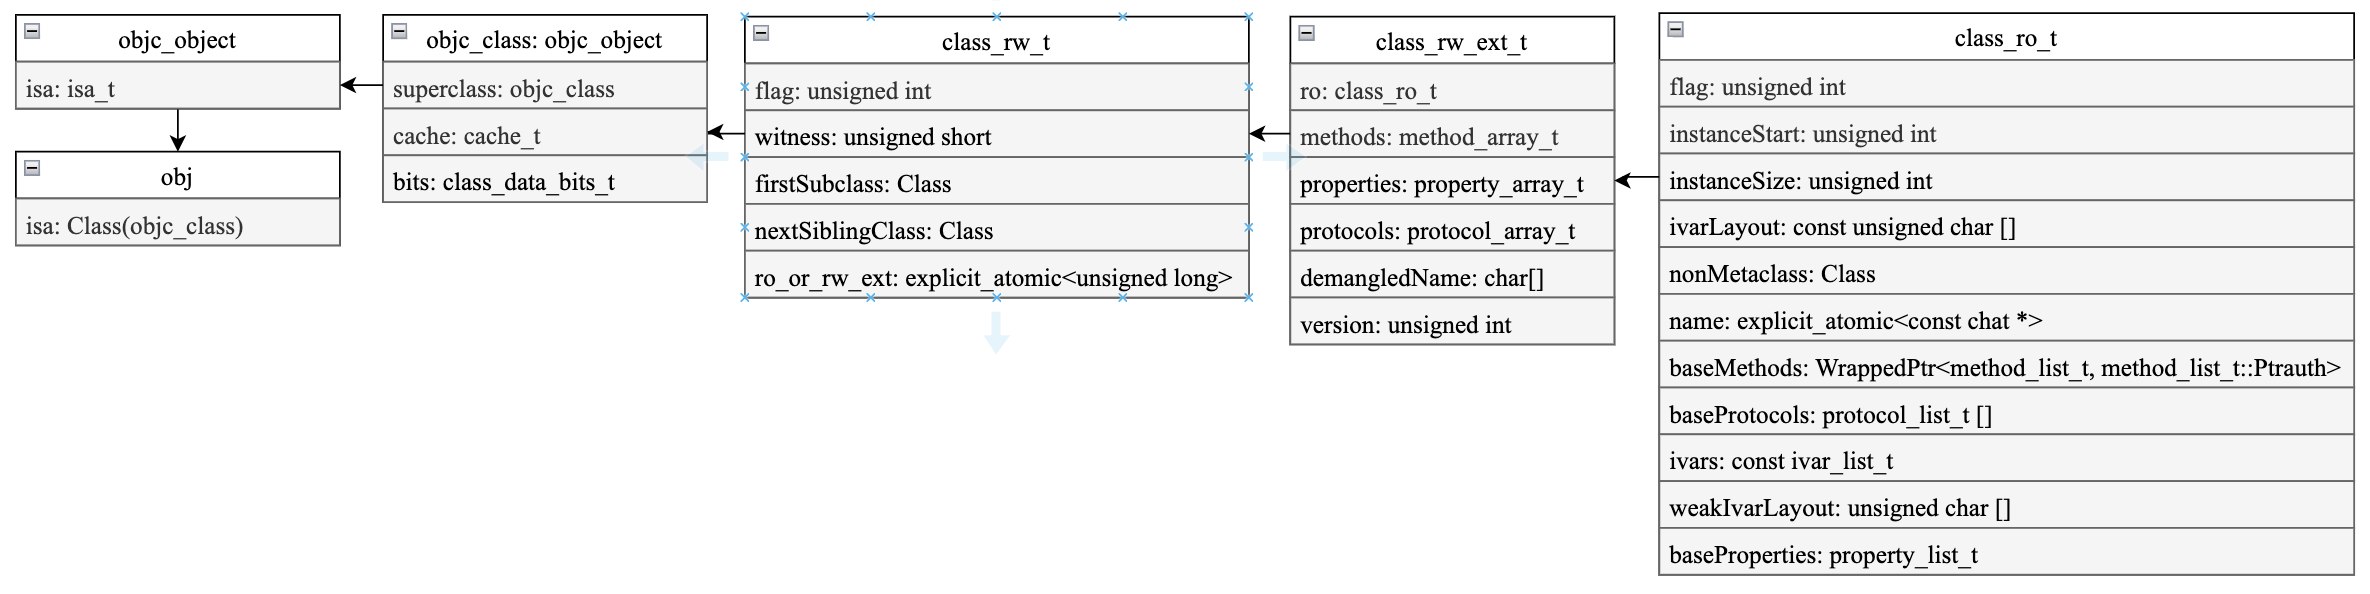 objc_object
isa: isa_t
obj
isa: Class(objc_class)
objc_class: objc_object
superclass: objc_class
cache: cache_t
bits: class_data_bits_t
class_rw_t
flag: unsigned int
witness: unsigned short
firstSubclass: Class
nextSiblingClass: Class
ro_or_rw_ext: explicit_atomic<unsigned long>
class_rw_ext_t
ro: class_ro_t
methods: method_array_t
properties: property_array_t
protocols: protocol_array_t
demangledName: char[]
version: unsigned int
class_ro_t
flag: unsigned int
instanceStart: unsigned int
instanceSize: unsigned int
ivarLayout: const unsigned char []
nonMetaclass: Class
name: explicit_atomic<const chat *>
baseMethods: WrappedPtr<method_list_t, method_list_t::Ptrauth>
baseProtocols: protocol_list_t []
ivars: const ivar_list_t
weakIvarLayout: unsigned char []
baseProperties: property_list_t